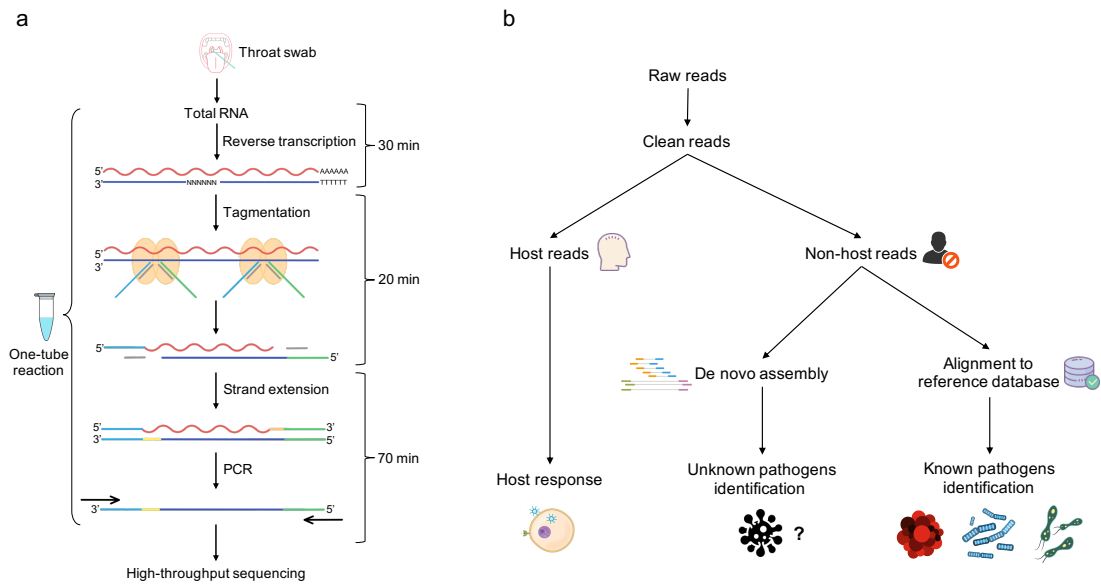 a
Throat swab
Total RNA
Reverse transcription
30 min
5’
AAAAAA
3’
NNNNNN
TTTTTT
Tagmentation
5’
3’
20 min
One-tube
reaction
5’
5’
Strand extension
5’
3’
3’
5’
70 min
PCR
3’
5’
High-throughput sequencing
b
Raw reads
Clean reads
Host reads
Non-host reads
De novo assembly
Alignment to
reference database
Host response
Unknown pathogens
identification
?
Known pathogens
identification